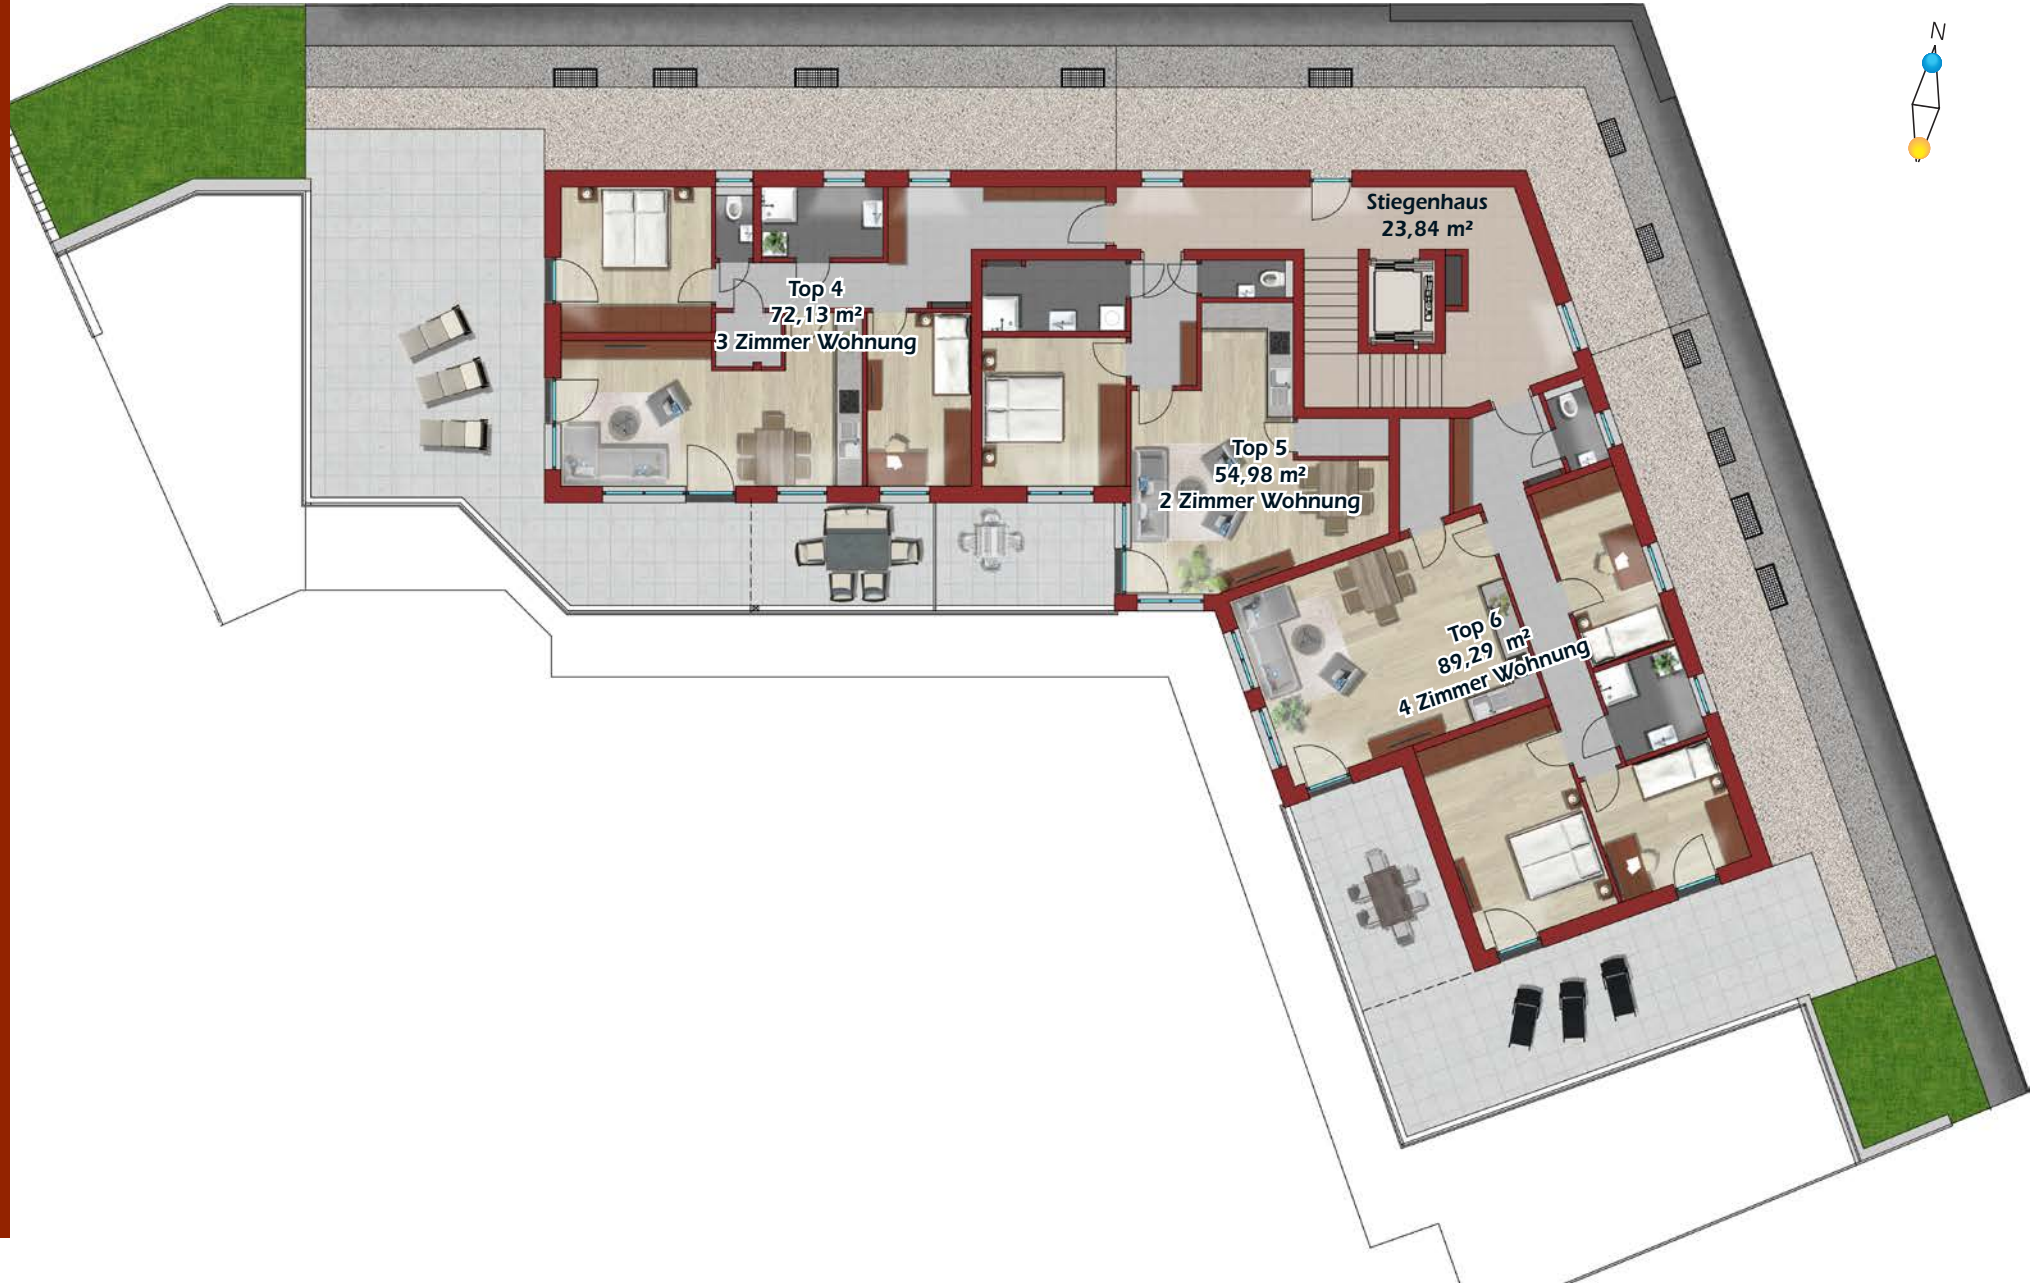 N
Stiegenhaus
23,84 m²
Top 4
72,13 m²
3 Zimmer Wohnung
Top 5
54,98 m²
2 Zimmer Wohnung
Top 6
89,29 m²
4 Zimmer Wohnung